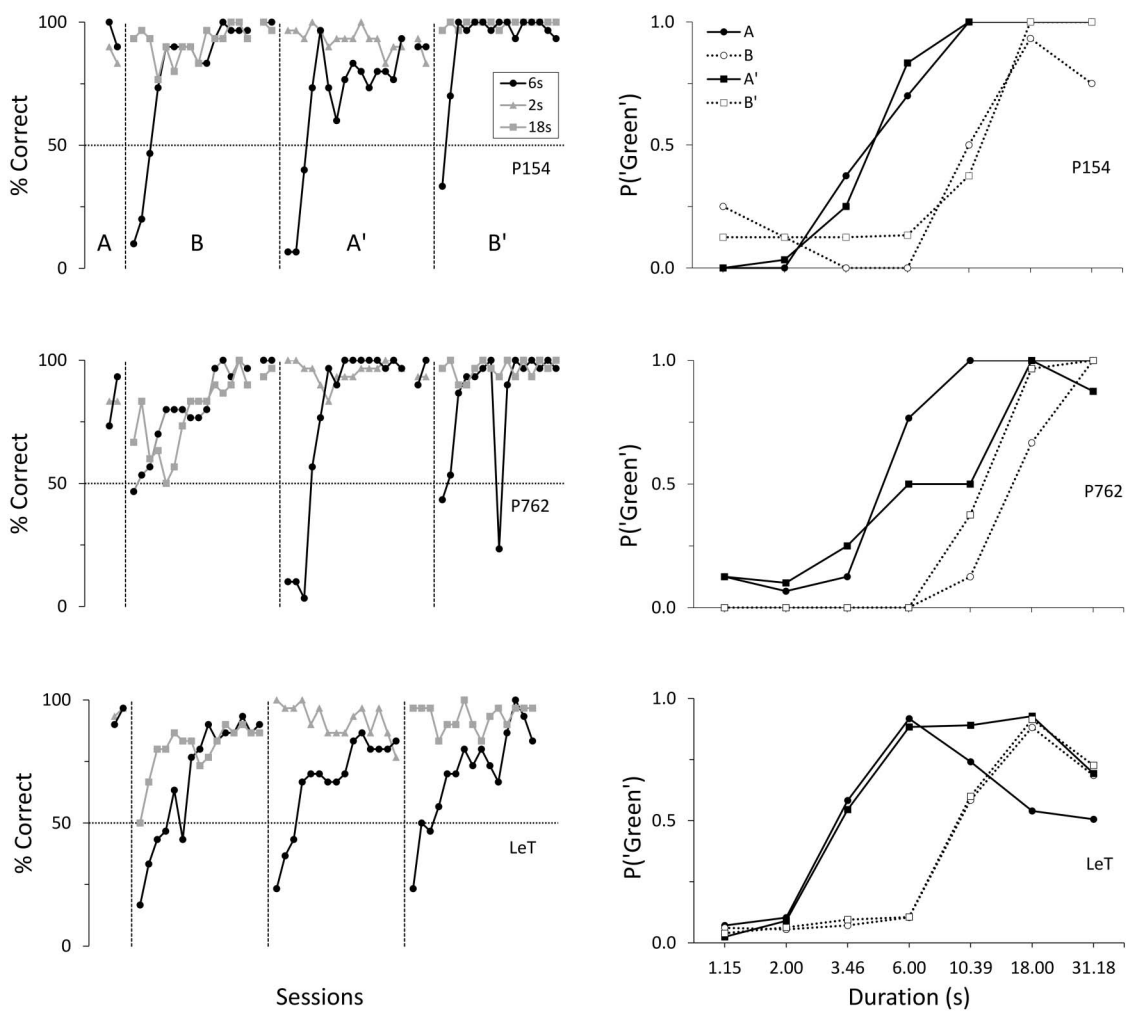 100
50
0
% Correct
6s
2s
18s
P154
A
B
A'
B'
1.0
0.5
0.0
P('Green')
A
B
A'
B'
P154
100
50
0
% Correct
P762
1.0
0.5
0.0
P('Green')
P762
100
50
0
% Correct
LeT
Sessions
1.0
0.5
0.0
P('Green')
LeT
1.15 2.00 3.46 6.00 10.39 18.00 31.18
Duration (s)